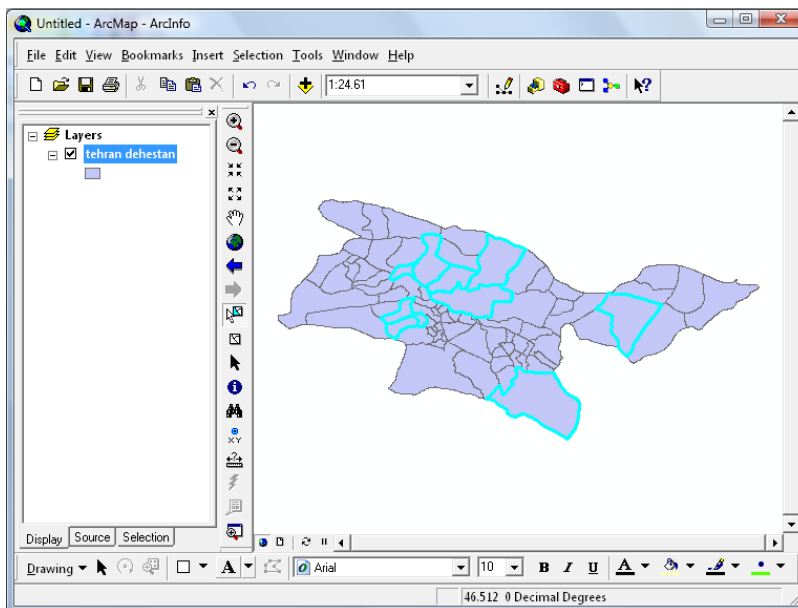 Untitled - ArcMap - ArcInfo
File Edit View Bookmarks Insert Selection Tools Window Help
1:24.61
Layers
tehran dehestan
XY
Display Source Selection
Drawing A Arial 10 B I U A
46.512 0 Decimal Degrees